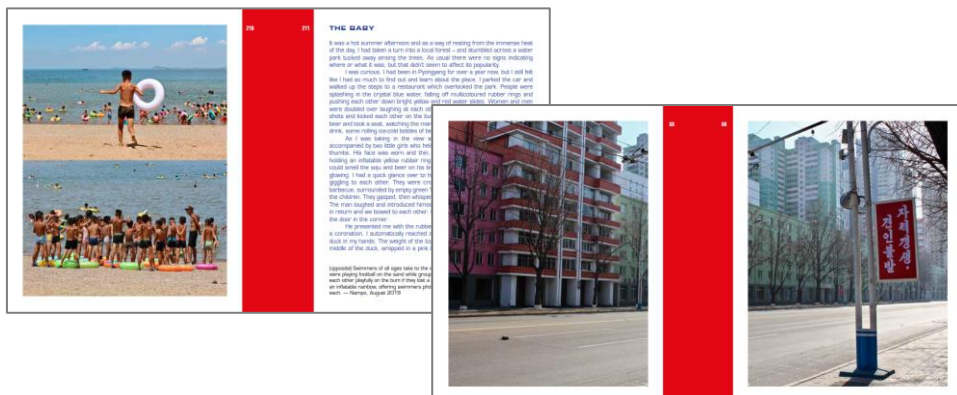 210
211
THE BABY
It was a hot summer afternoon and as a way of resting from the immense heat
of the day, I had taken a turn into a local forest – and stumbled across a water
park tucked away among the trees. As usual there were no signs indicating
where or what it was, but that didn't seem to affect its popularity.
I was curious. I had been in Pyongyang for over a year now, but I still felt
like I had so much to find out and learn about the place. I parked the car and
walked up the steps to a restaurant which overlooked the park. People were
splashing in the crystal blue water, falling off multicoloured rubber rings and
pushing each other down bright yellow and red water slides. Women and men
were doubled over laughing at each
shots and kicked each other on the
beer and took a seat, watching the
drink, some rolling ice-cold bottles of
As I was taking in the view
accompanied by two little girls who
thumbs. His face was worn and thin,
holding an inflatable yellow rubber ring
could smell the soju and beer on his
glowing. I had a quick glance over to
giggling to each other. They were
barbecue, surrounded by empty green
the children. They gasped, then
The man laughed and introduced
in return and we bowed to each other
the door in the corner.
He presented me with the
a coronation. I automatically reached
duck in my hands. The weight of the
middle of the duck, wrapped in a pink
(opposite) Swimmers of all ages take to the
were playing football on the sand while
each other playfully on the bum if they lost a
an inflatable rainbow, offering swimmers
each. — Nampo, August 2019
자력갱생,
견인불발